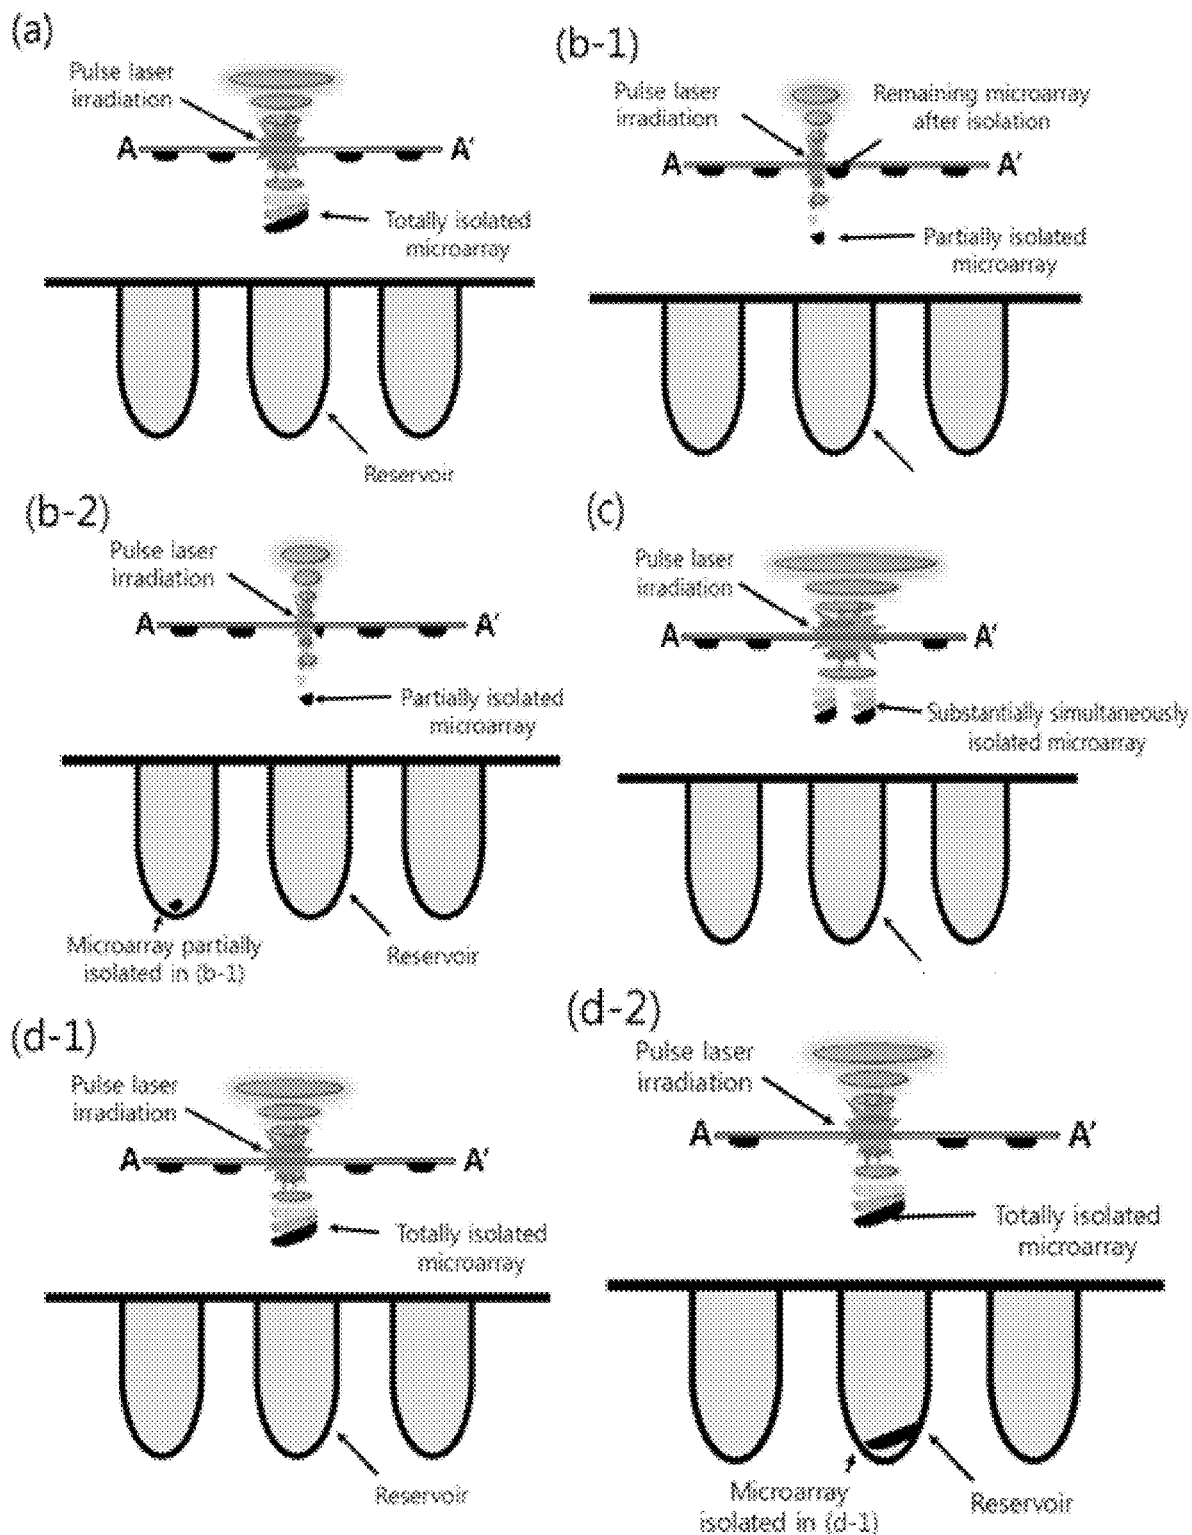 (a)
Pulse laser
irradiation
A
A'
Totally isolated
microarray
Reservoir
(b-1)
Pulse laser
irradiation
Remaining microarray
after isolation
A
A'
Partially isolated
microarray
(b-2)
Pulse laser
irradiation
A
A'
Partially isolated
microarray
Microarray partially
isolated in (b-1)
Reservoir
(c)
Pulse laser
irradiation
A
A'
Substantially simultaneously
isolated microarray
(d-1)
Pulse laser
irradiation
A
A'
Totally isolated
microarray
Reservoir
(d-2)
Pulse laser
irradiation
A
A'
Totally isolated
microarray
Microarray
isolated in (d-1)
Reservoir